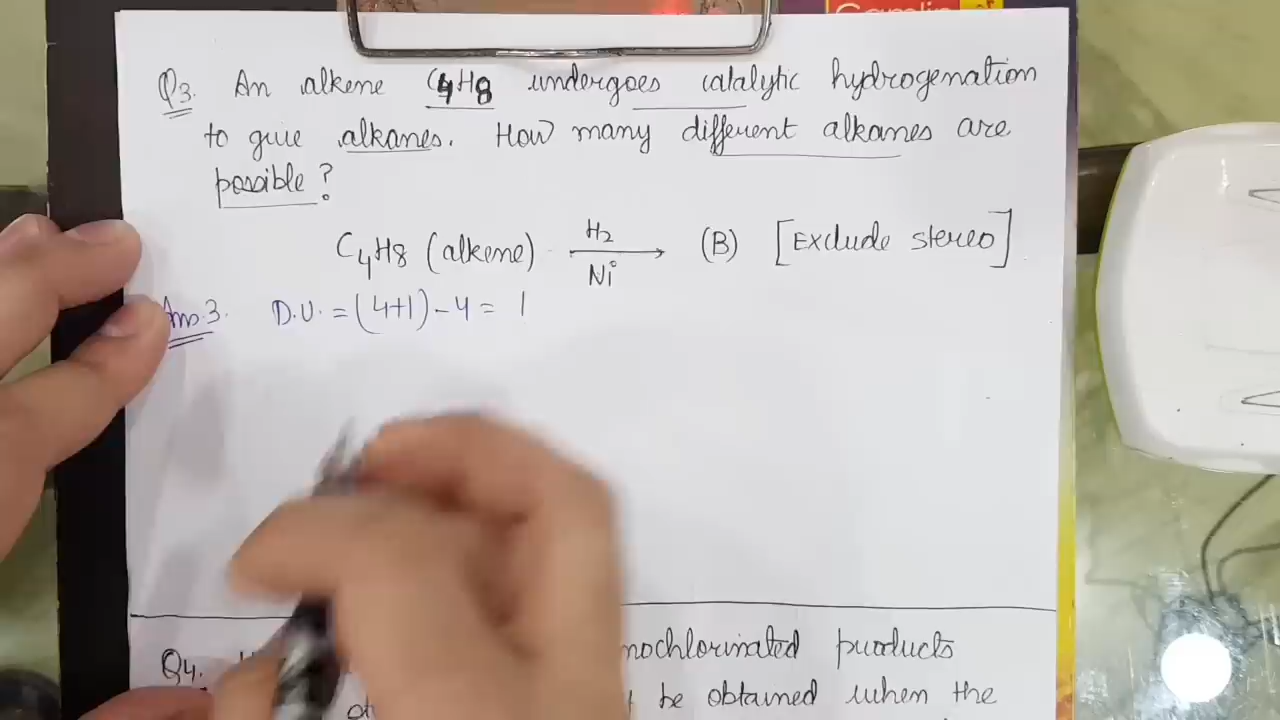 Camlin
Q3. An alkene C4H8 undergoes catalytic hydrogenation
to give alkanes. How many different alkanes are
possible?
C4H8 (alkene) H2 Ni → (B) [Exclude stereo]
Ans.3. D.U. = (4+1) - 4 = 1
Q4. nochlorinated products
be obtained when the